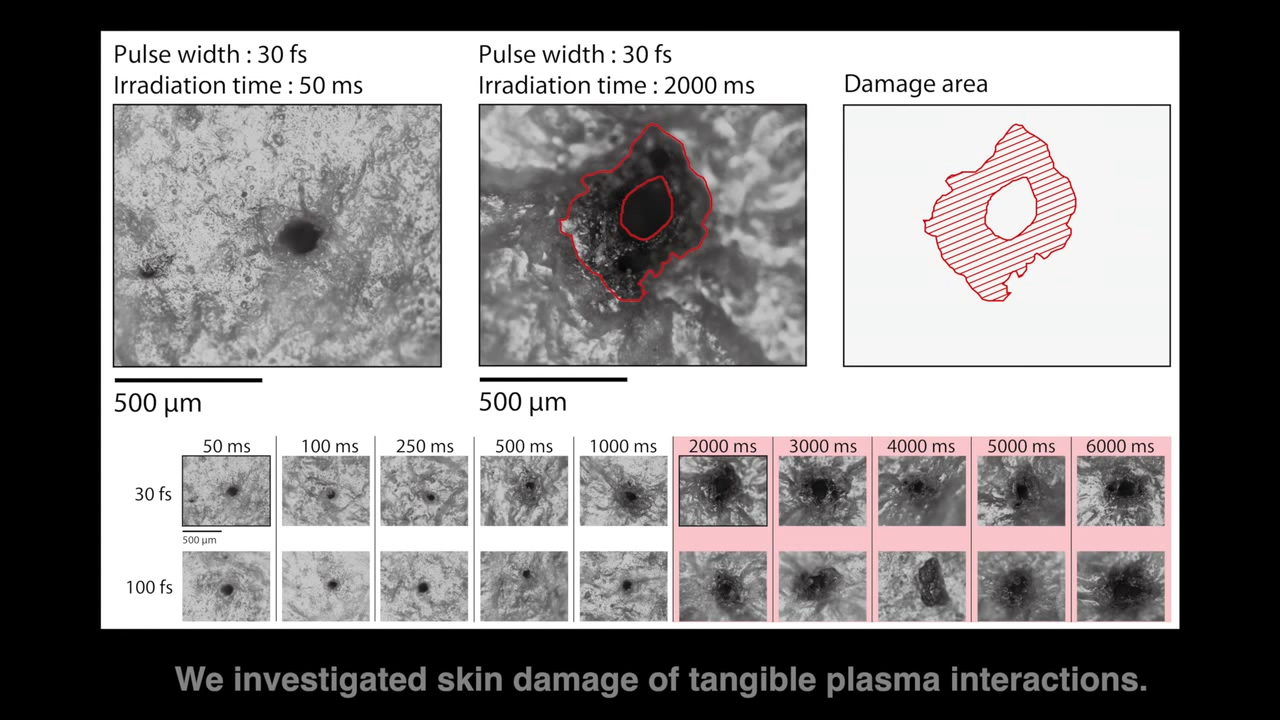 Pulse width : 30 fs
Irradiation time : 50 ms
Pulse width : 30 fs
Irradiation time : 2000 ms
Damage area
500 μm
500 μm
50 ms 100 ms 250 ms 500 ms 1000 ms 2000 ms 3000 ms 4000 ms 5000 ms 6000 ms
30 fs
500 μm
100 fs
We investigated skin damage of tangible plasma interactions.